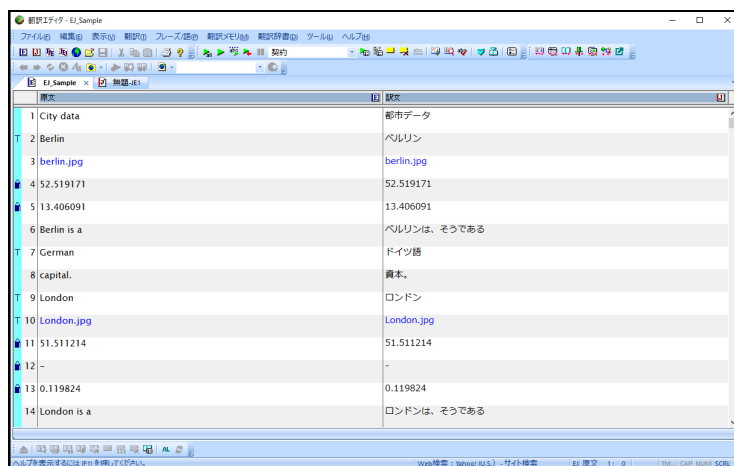 翻訳エディタ - EJ_Sample
ファイル(F) 編集(E) 表示(V) 翻訳(T) フレーズ/語(P) 翻訳メモリ(M) 翻訳辞書(D) ツール(L) ヘルプ(H)
契約
EJ_Sample × 無題-JE1
原文 E 訳文 J
1 City data 都市データ
T 2 Berlin ベルリン
3 berlin.jpg berlin.jpg
4 52.519171 52.519171
5 13.406091 13.406091
6 Berlin is a ベルリンは、そうである
T 7 German ドイツ語
8 capital. 資本。
T 9 London ロンドン
T 10 London.jpg London.jpg
11 51.511214 51.511214
12 – -
13 0.119824 0.119824
14 London is a ロンドンは、そうである
AL
ヘルプを表示するには [F1] を押してください。 Web検索 : Yahoo! (U.S.) - サイト検索 EJ 原文 1: 0 TM... CAP NUM SCRL